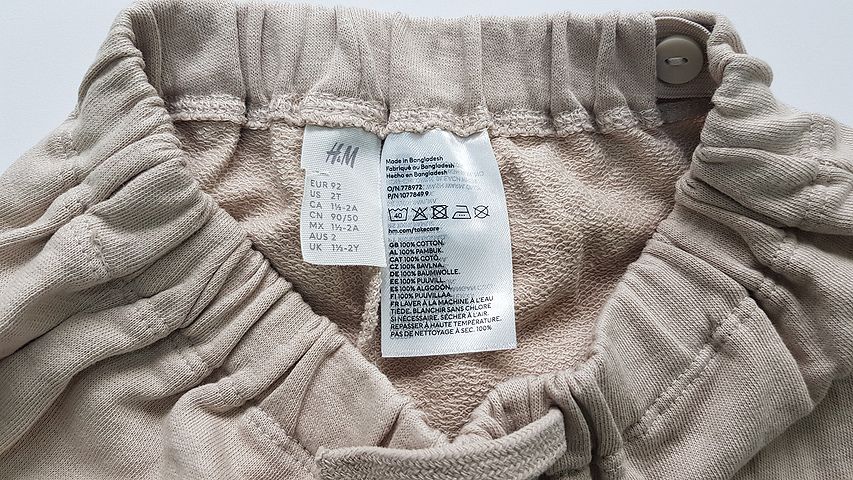 H&M
EUR 92
US 2T
CA 1½-2A
CN 90/50
MX 1½-2A
AUS 2
UK 1½-2Y
Made in Bangladesh
Fabriqué au Bangladesh
Hecho en Bangladesh
O/N.778972
P/N 1077849.9
40
hm.com/takecare
GB 100% COTTON.
AL 100% PAMBUK.
CAT 100% COTÓ.
CZ 100% BAVLNA.
DE 100% BAUMWOLLE.
EE 100% PUUVILL.
ES 100% ALGODÓN.
FI 100% PUUVILLAA.
FR LAVER À LA MACHINE À L'EAU
TIÈDE. BLANCHIR SANS CHLORE
SI NÉCESSAIRE. SÉCHER À L'AIR.
REPASSER À HAUTE TEMPÉRATURE.
PAS DE NETTOYAGE À SEC. 100%